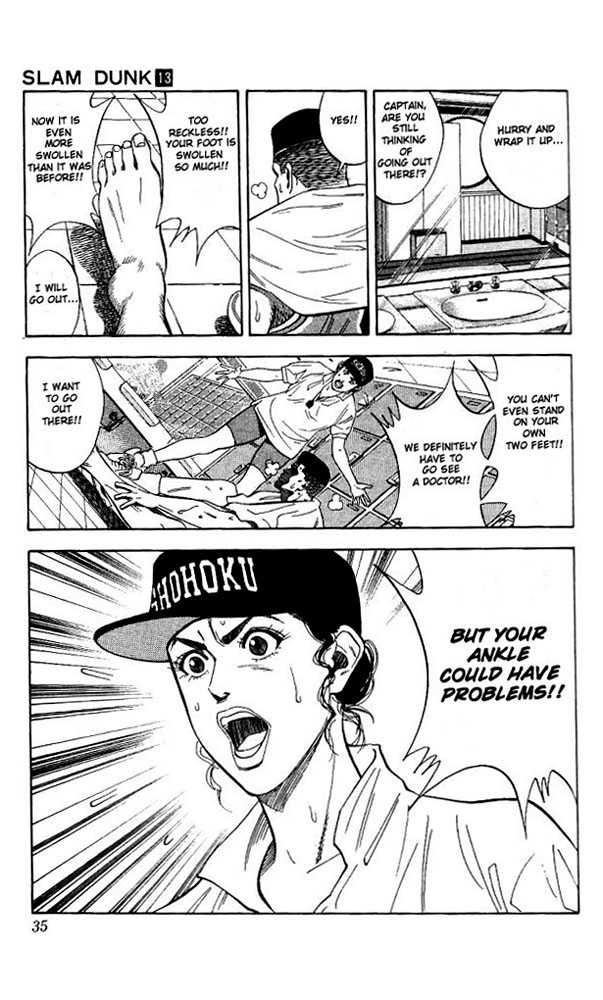 SLAM DUNK 13
HURRY AND
WRAP IT UP...
CAPTAIN,
ARE YOU
STILL
THINKING
OF
GOING OUT
THERE!?
YES!!
TOO
RECKLESS!!
YOUR FOOT IS
SWOLLEN
SO MUCH!!
NOW IT IS
EVEN
MORE
SWOLLEN
THAN IT WAS
BEFORE!!
I WILL
GO OUT...
YOU CAN'T
EVEN STAND
ON YOUR
OWN
TWO FEET!!
WE DEFINITELY
HAVE TO
GO SEE
A DOCTOR!!
I WANT
TO GO
OUT
THERE!!
SHOHOKU
BUT YOUR
ANKLE
COULD HAVE
PROBLEMS!!
35